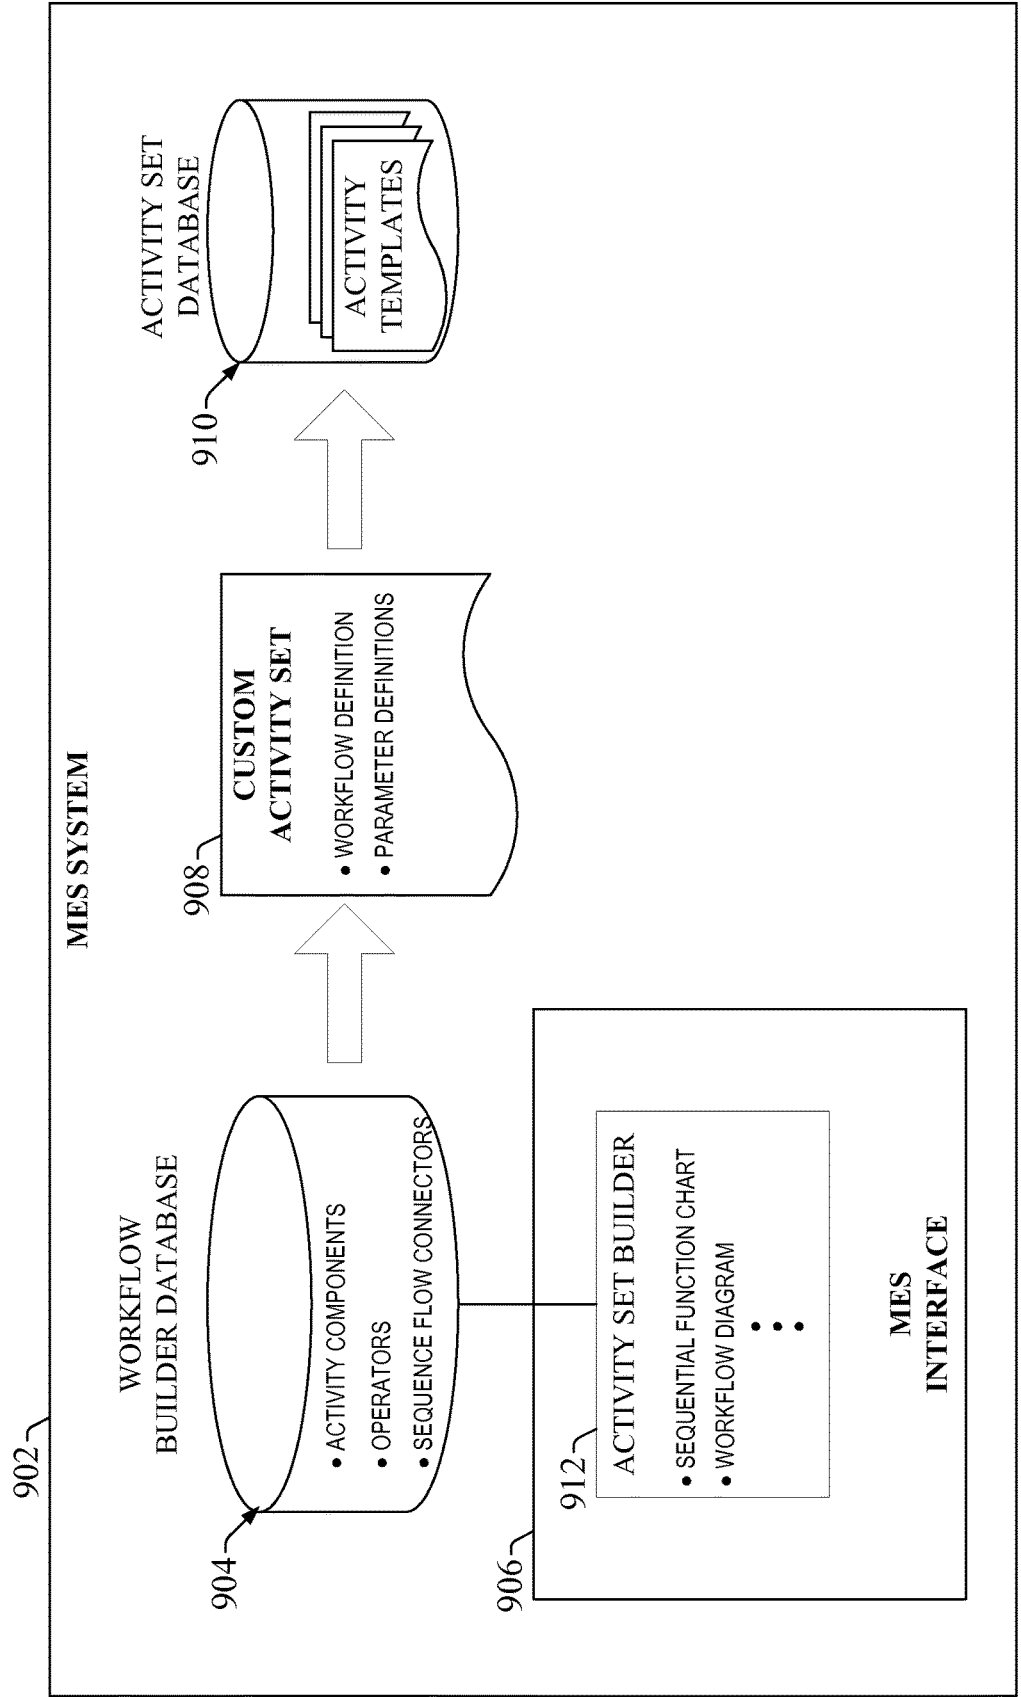 MES SYSTEM
902
WORKFLOW
BUILDER DATABASE
904
• ACTIVITY COMPONENTS
• OPERATORS
• SEQUENCE FLOW CONNECTORS
908
CUSTOM
ACTIVITY SET
• WORKFLOW DEFINITION
• PARAMETER DEFINITIONS
ACTIVITY SET
DATABASE
910
ACTIVITY
TEMPLATES
906
912
ACTIVITY SET BUILDER
• SEQUENTIAL FUNCTION CHART
• WORKFLOW DIAGRAM
MES
INTERFACE